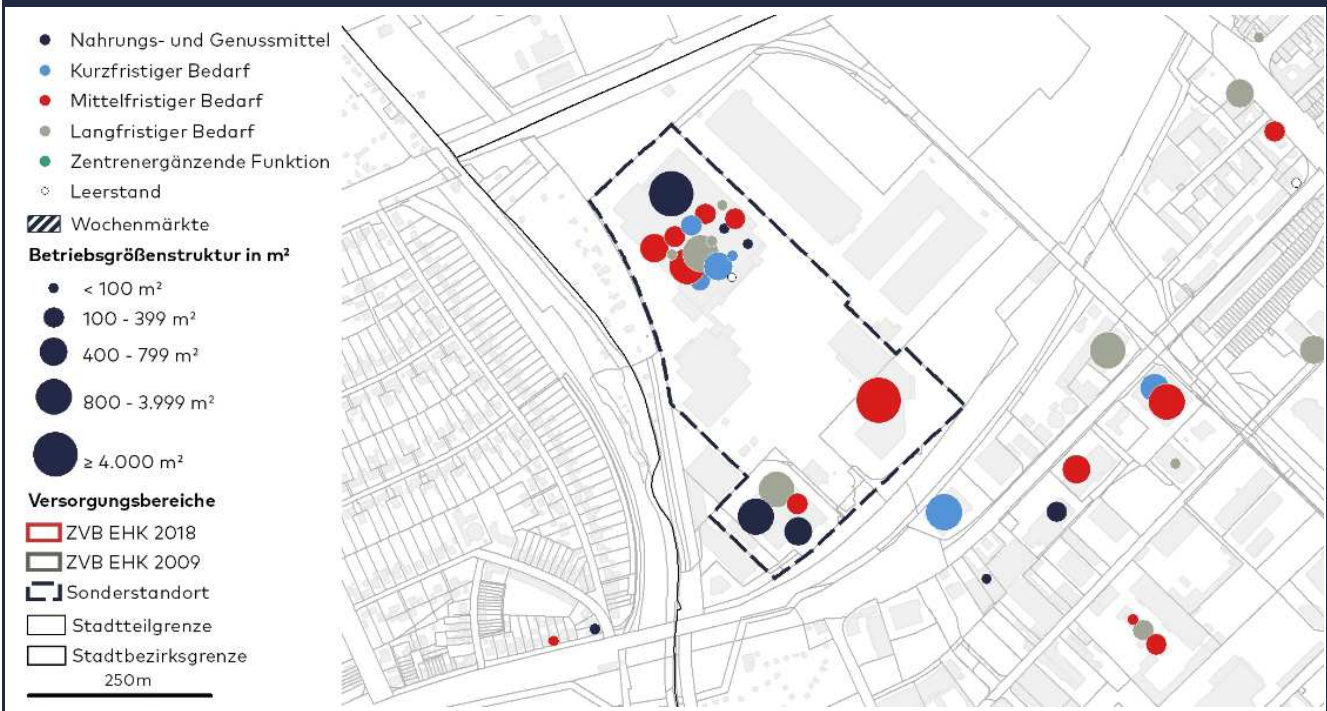 Nahrungs- und Genussmittel
Kurzfristiger Bedarf
Mittelfristiger Bedarf
Langfristiger Bedarf
Zentrenergänzende Funktion
Leerstand
Wochenmärkte
Betriebsgrößenstruktur in m²
< 100 m²
100 - 399 m²
400 - 799 m²
800 - 3.999 m²
≥ 4.000 m²
Versorgungsbereiche
ZVB EHK 2018
ZVB EHK 2009
Sonderstandort
Stadtteilgrenze
Stadtbezirksgrenze
250m